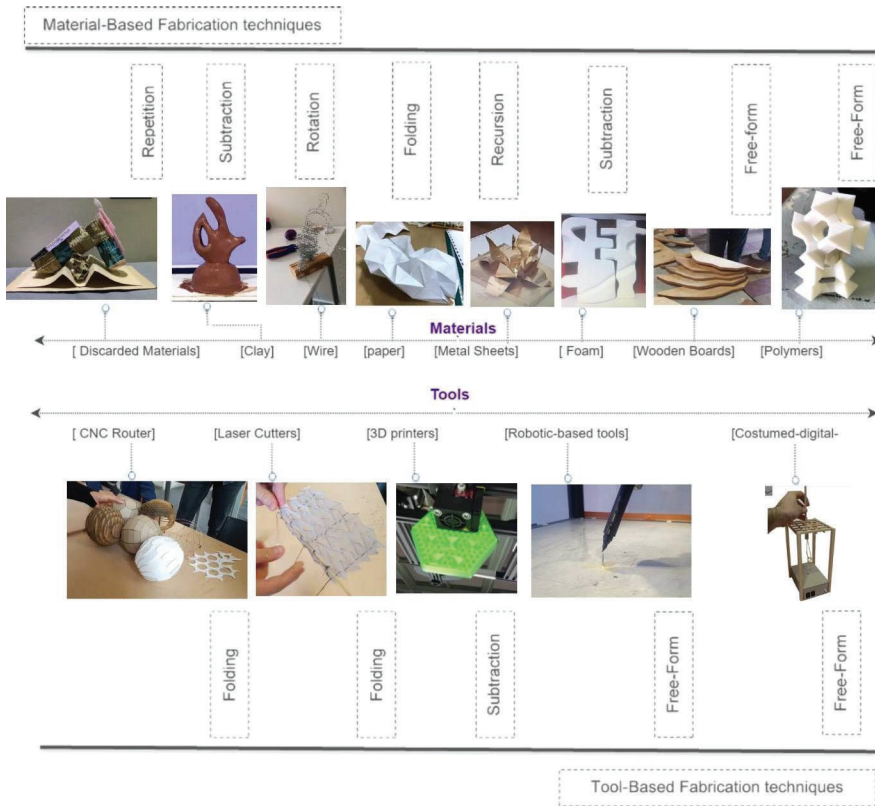 Material-Based Fabrication techniques
Repetition
Subtraction
Rotation
Folding
Recursion
Subtraction
Free-form
Free-Form
Materials
[ Discarded Materials]
[Clay]
[Wire]
[paper]
[Metal Sheets]
[ Foam]
[Wooden Boards]
[Polymers]
Tools
[ CNC Router]
[Laser Cutters]
[3D printers]
[Robotic-based tools]
[Costumed-digital-
Folding
Folding
Subtraction
Free-Form
Free-Form
Tool-Based Fabrication techniques